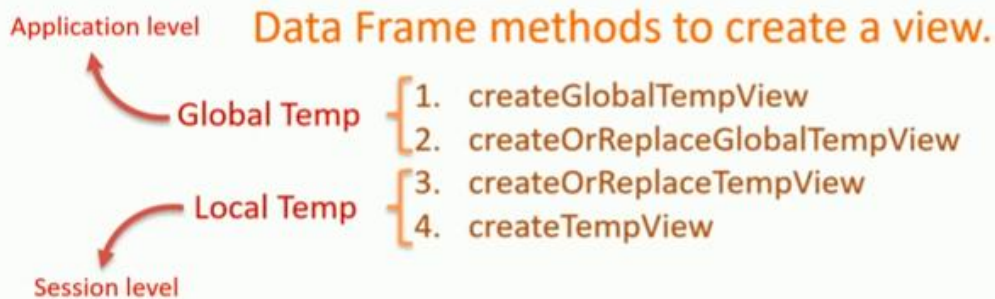 Application level
Data Frame methods to create a view.
Global Temp
1. createGlobalTempView
2. createOrReplaceGlobalTempView
Local Temp
3. createOrReplaceTempView
4. createTempView
Session level